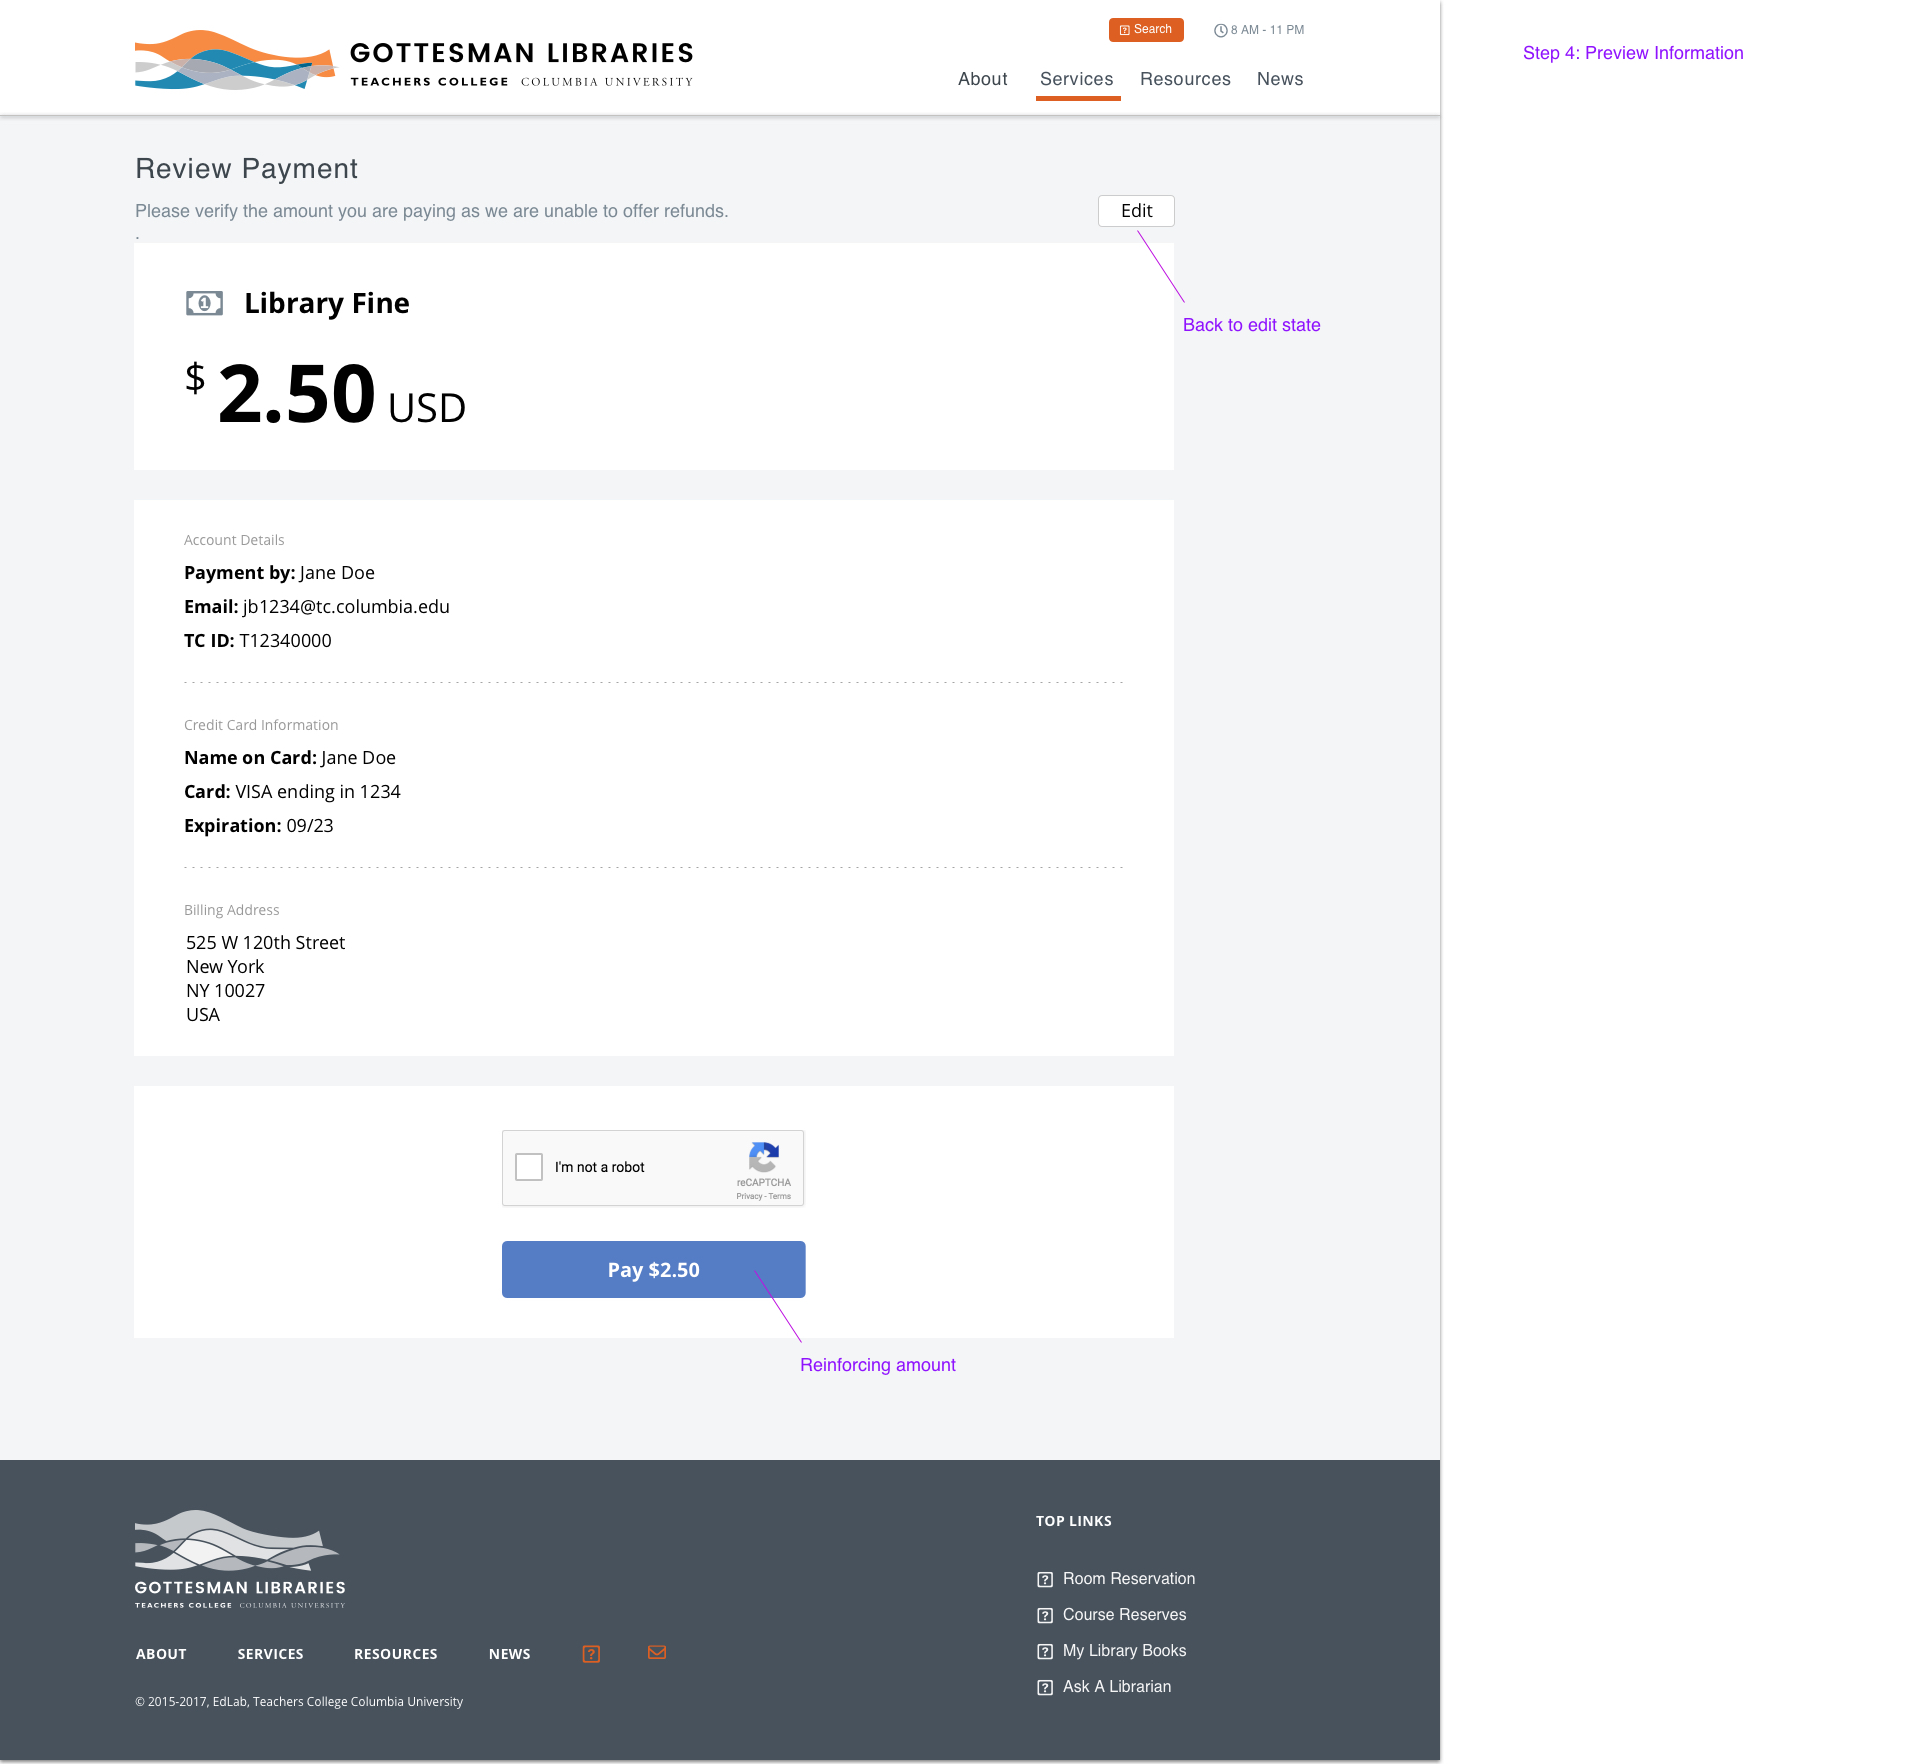 GOTTESMAN LIBRARIES
TEACHERS COLLEGE COLUMBIA UNIVERSITY
Search
8 AM - 11 PM
About Services Resources News
Step 4: Preview Information
Review Payment
Please verify the amount you are paying as we are unable to offer refunds.
.
Edit
Back to edit state
Library Fine
$ 2.50 USD
Account Details
Payment by: Jane Doe
Email: jb1234@tc.columbia.edu
TC ID: T12340000
Credit Card Information
Name on Card: Jane Doe
Card: VISA ending in 1234
Expiration: 09/23
Billing Address
525 W 120th Street
New York
NY 10027
USA
I'm not a robot
reCAPTCHA
Privacy - Terms
Pay $2.50
Reinforcing amount
GOTTESMAN LIBRARIES
TEACHERS COLLEGE COLUMBIA UNIVERSITY
ABOUT SERVICES RESOURCES NEWS
© 2015-2017, EdLab, Teachers College Columbia University
TOP LINKS
Room Reservation
Course Reserves
My Library Books
Ask A Librarian